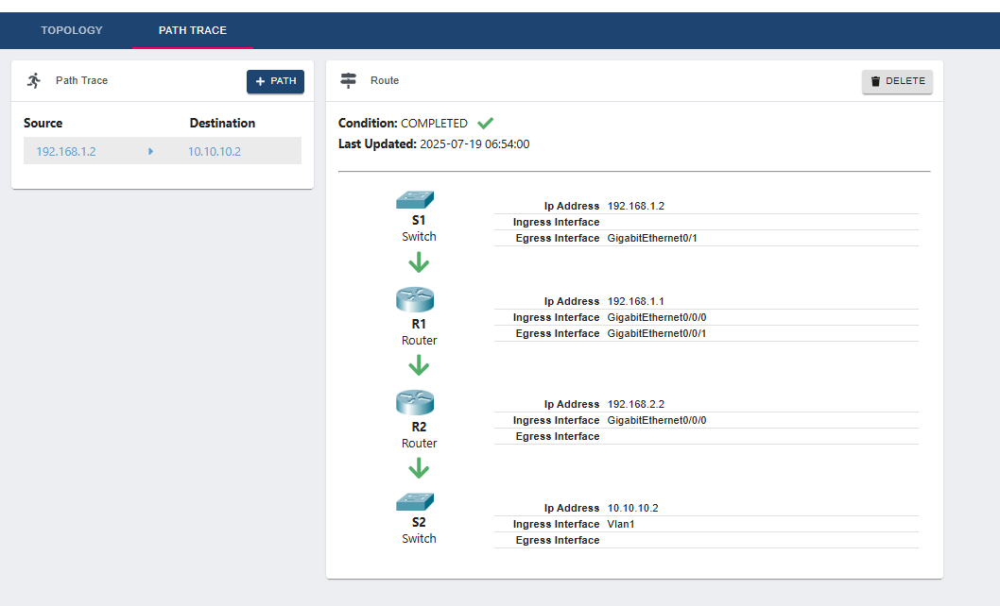 TOPOLOGY PATH TRACE
Path Trace
+ PATH
Source Destination
192.168.1.2 10.10.10.2
Route
DELETE
Condition: COMPLETED
Last Updated: 2025-07-19 06:54:00
S1
Switch
Ip Address 192.168.1.2
Ingress Interface
Egress Interface GigabitEthernet0/1
R1
Router
Ip Address 192.168.1.1
Ingress Interface GigabitEthernet0/0/0
Egress Interface GigabitEthernet0/0/1
R2
Router
Ip Address 192.168.2.2
Ingress Interface GigabitEthernet0/0/0
Egress Interface
S2
Switch
Ip Address 10.10.10.2
Ingress Interface Vlan1
Egress Interface